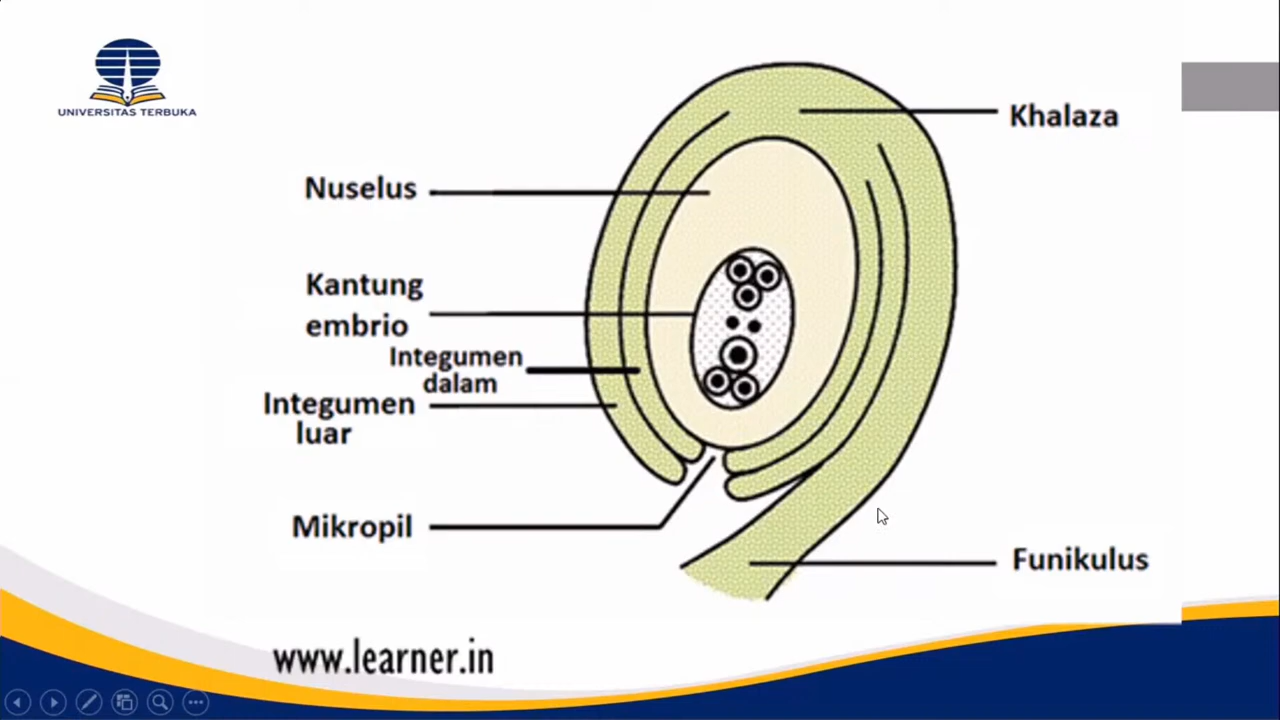 UNIVERSITAS TERBUKA
Khalaza
Nuselus
Kantung
embrio
Integumen
dalam
Integumen
luar
Mikropil
Funikulus
www.learner.in